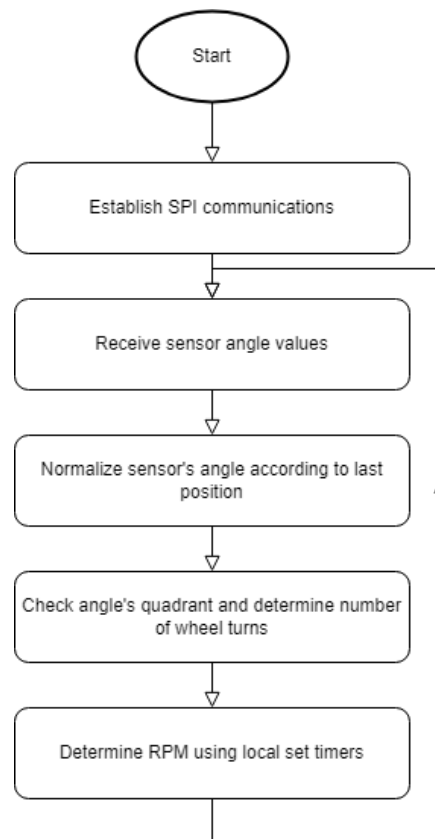 Start
Establish SPI communications
Receive sensor angle values
Normalize sensor's angle according to last
position
Check angle's quadrant and determine number
of wheel turns
Determine RPM using local set timers